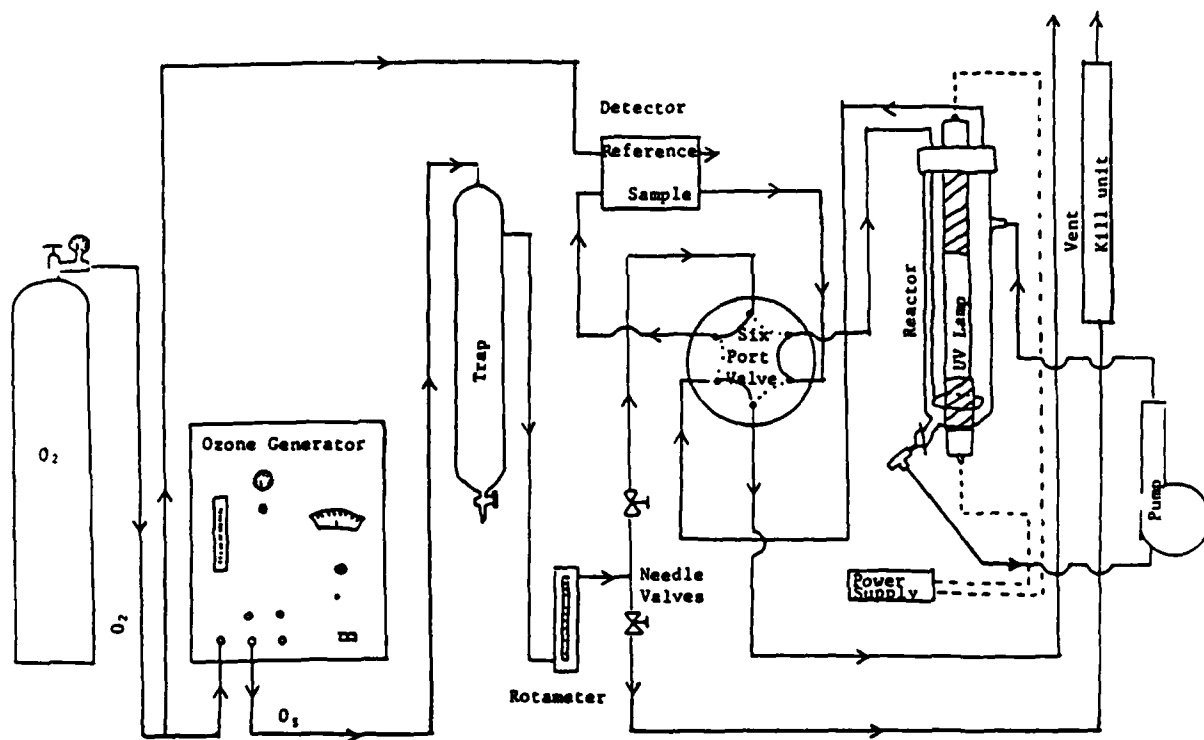 Detector
Reference
Sample
Six
Port
Valve
Trap
Reactor
UV Lamp
Vent
Kill unit
O₂
Ozone Generator
O₂
O₃
Rotameter
Needle
Valves
Power
Supply
Pump